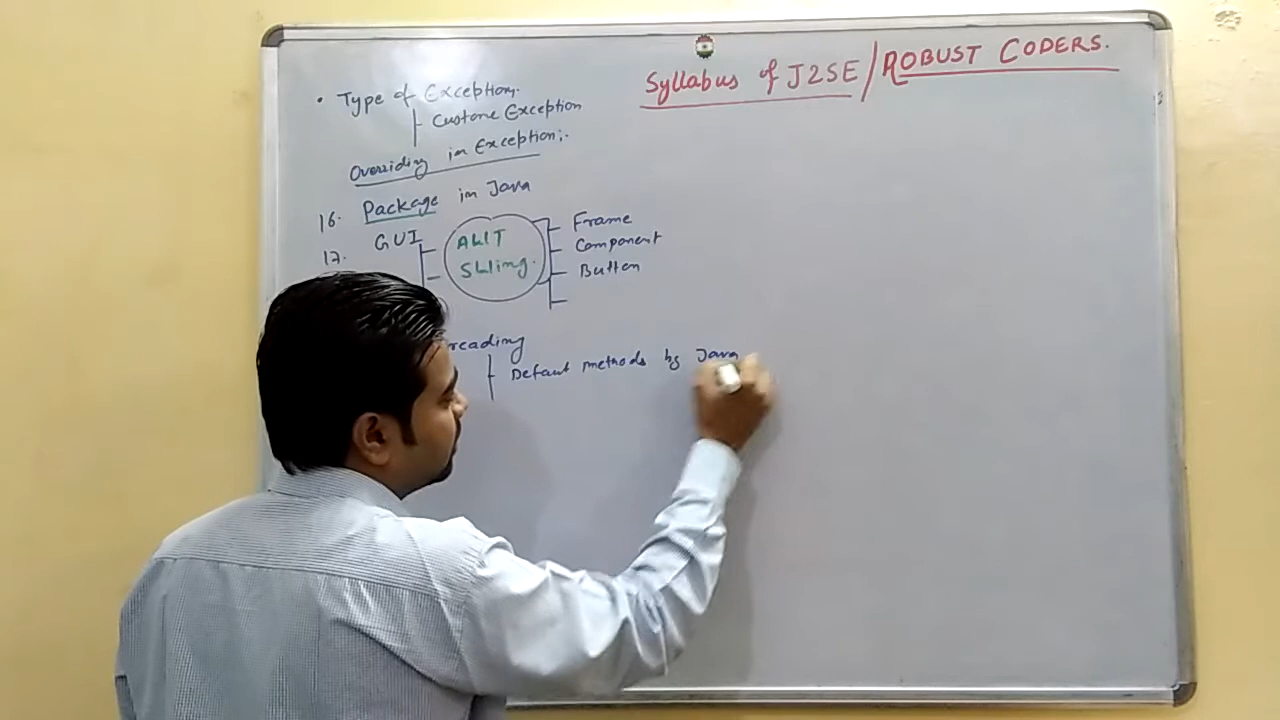 Syllabus of J2SE/ROBUST CODERS.
• Type of Exception.
Custone Exception
Overriding in Exception;.
16. Package in Java
17. GUI
AWT
Swing.
Frame
Component
Button
reading
Defaut methods by Java